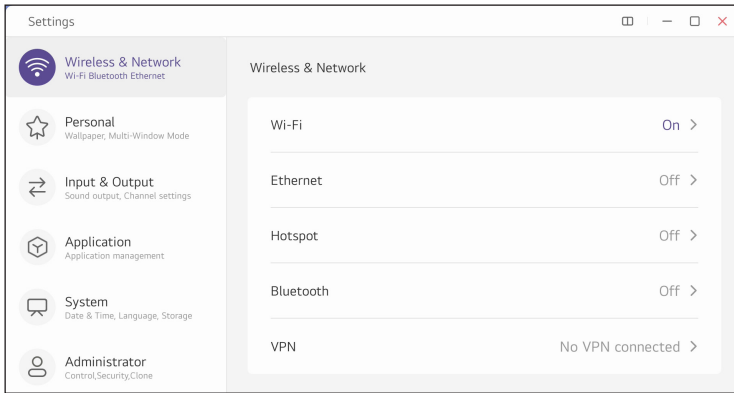 Settings
Wireless & Network
Wi-Fi Bluetooth Ethernet
Personal
Wallpaper, Multi-Window Mode
Input & Output
Sound output, Channel settings
Application
Application management
System
Date & Time, Language, Storage
Administrator
Control,Security,Clone
Wireless & Network
Wi-Fi On
Ethernet Off
Hotspot Off
Bluetooth Off
VPN No VPN connected